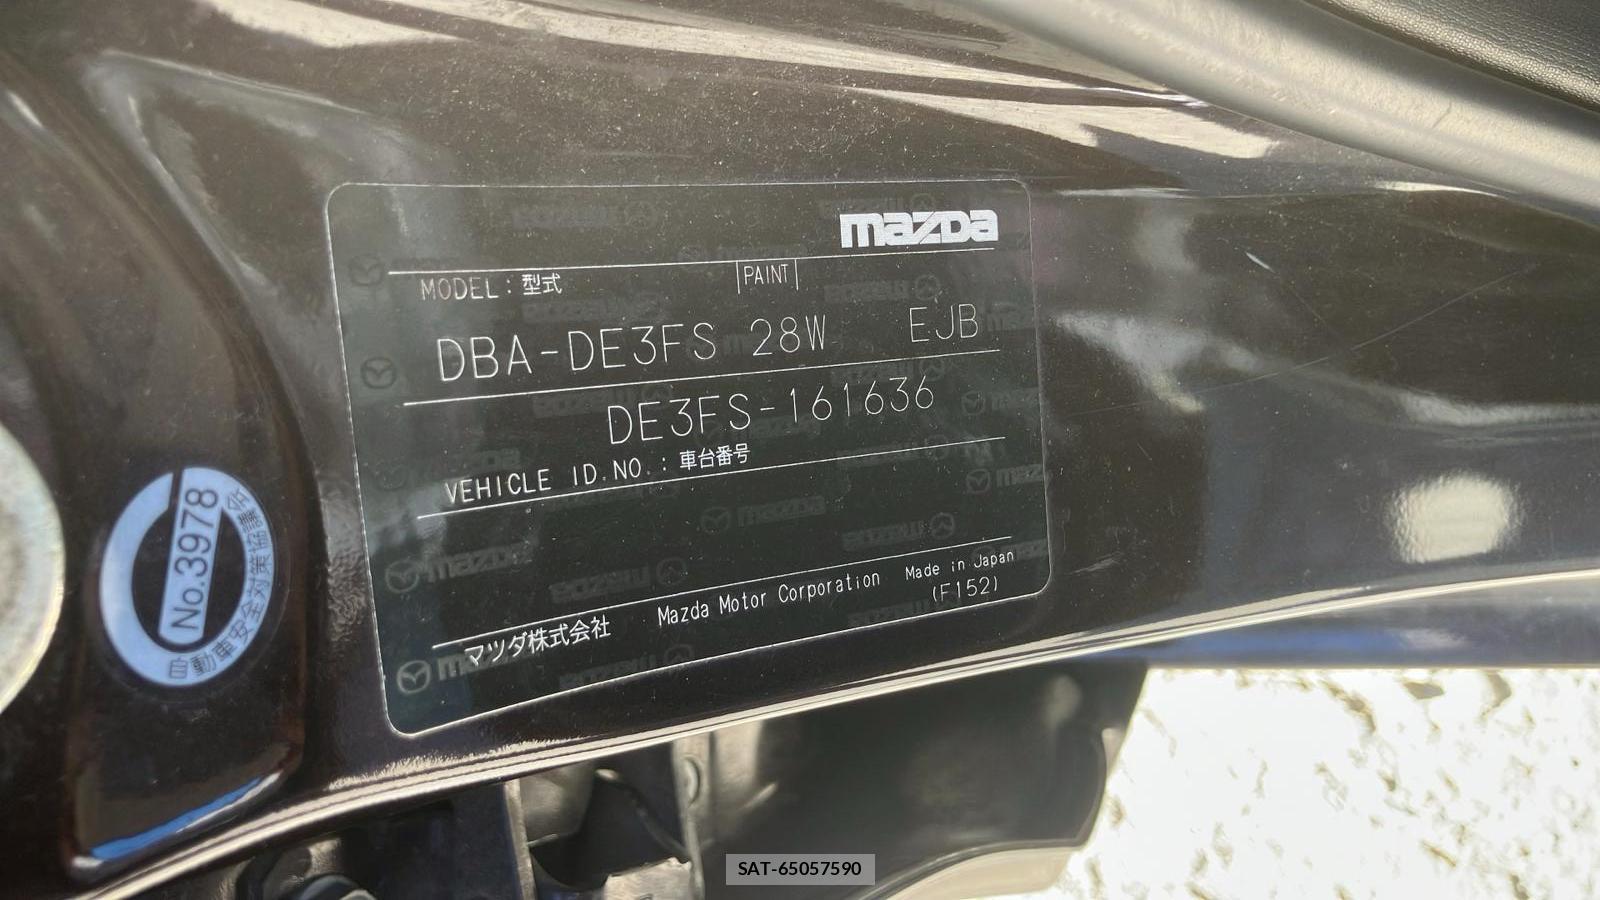 mazda
MODEL : 型式 PAINT
DBA-DE3FS 28W EJB
DE3FS-161636
VEHICLE ID.NO. : 車台番号
マツダ株式会社 Mazda Motor Corporation Made in Japan
(F152)
No.3978
自動車安全対策協議会
SAT-65057590